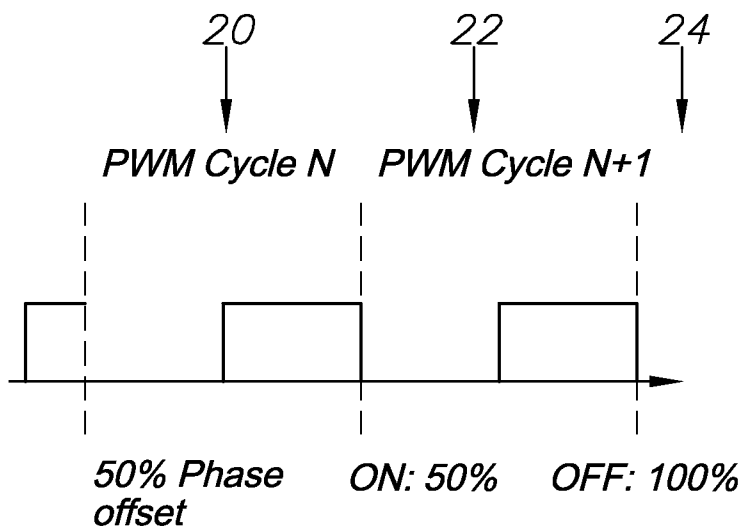 20 22 24
PWM Cycle N PWM Cycle N+1
50% Phase offset
ON: 50%
OFF: 100%